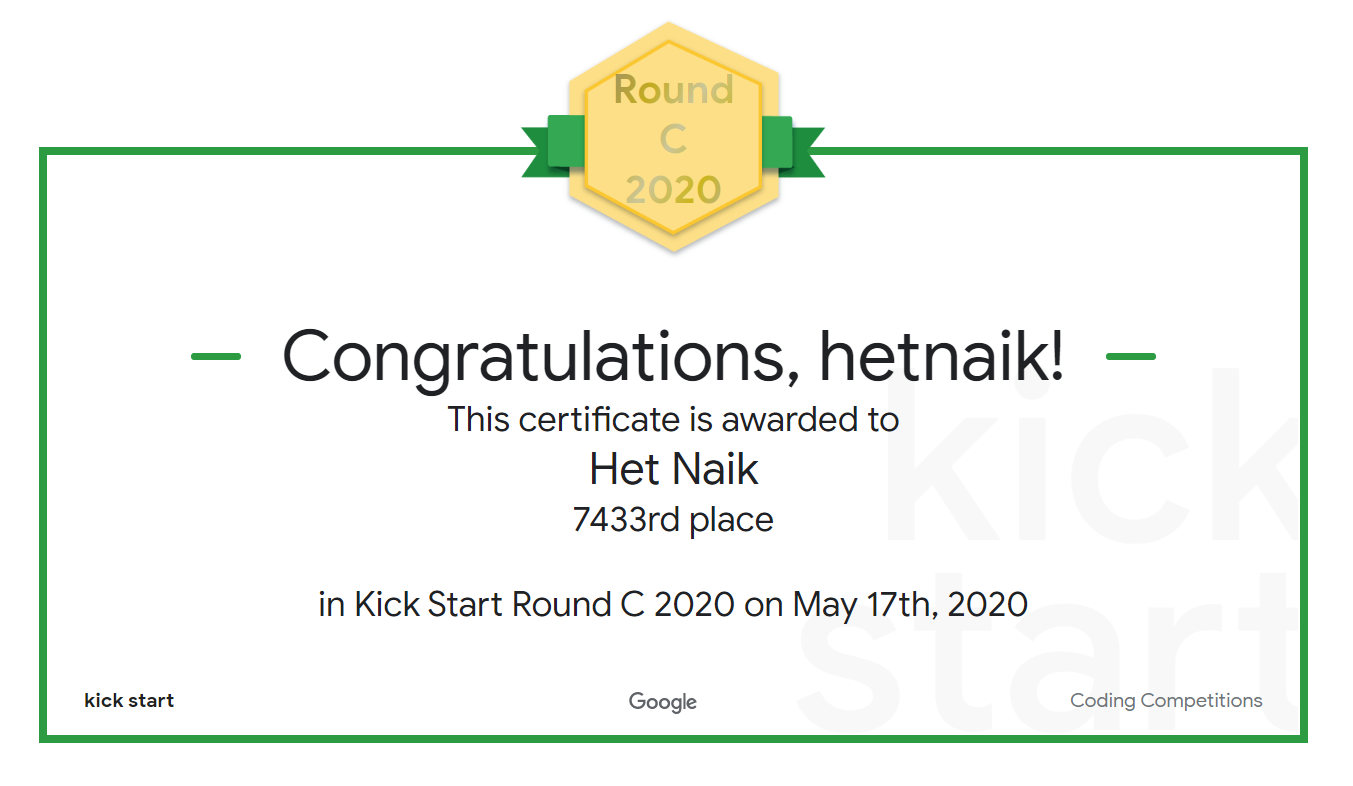 Round
C
2020
Congratulations, hetnaik!
This certificate is awarded to
Het Naik
7433rd place
in Kick Start Round C 2020 on May 17th, 2020
kick
start
kick start
Google
Coding Competitions